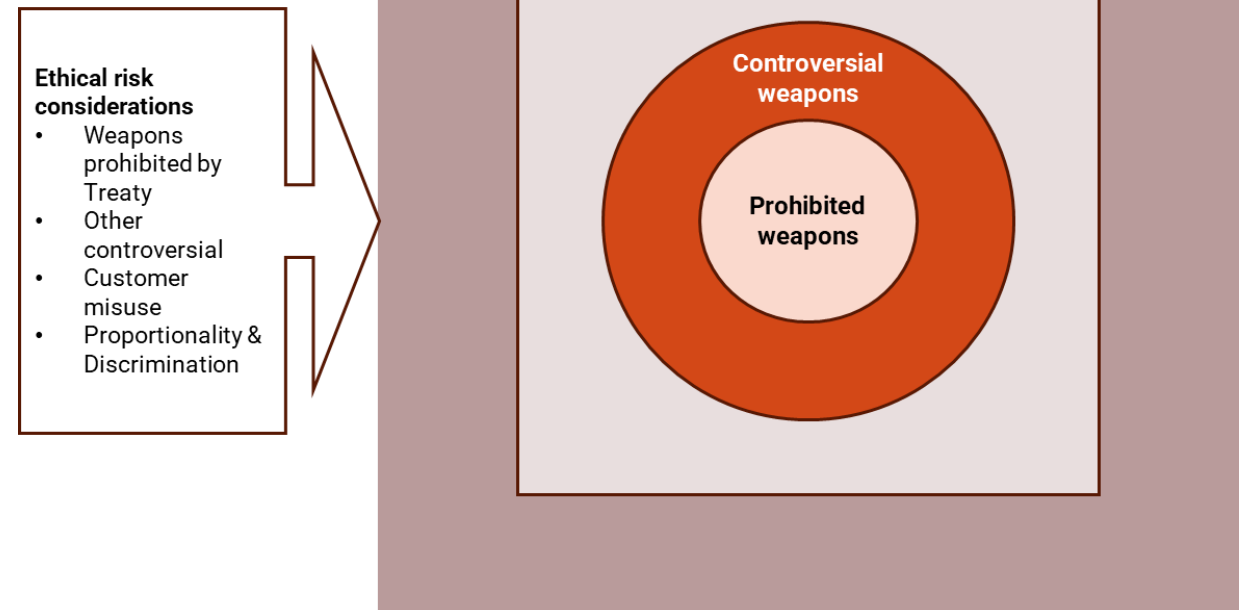 Ethical risk
considerations
• Weapons
prohibited by
Treaty
• Other
controversial
• Customer
misuse
• Proportionality &
Discrimination
Controversial
weapons
Prohibited
weapons